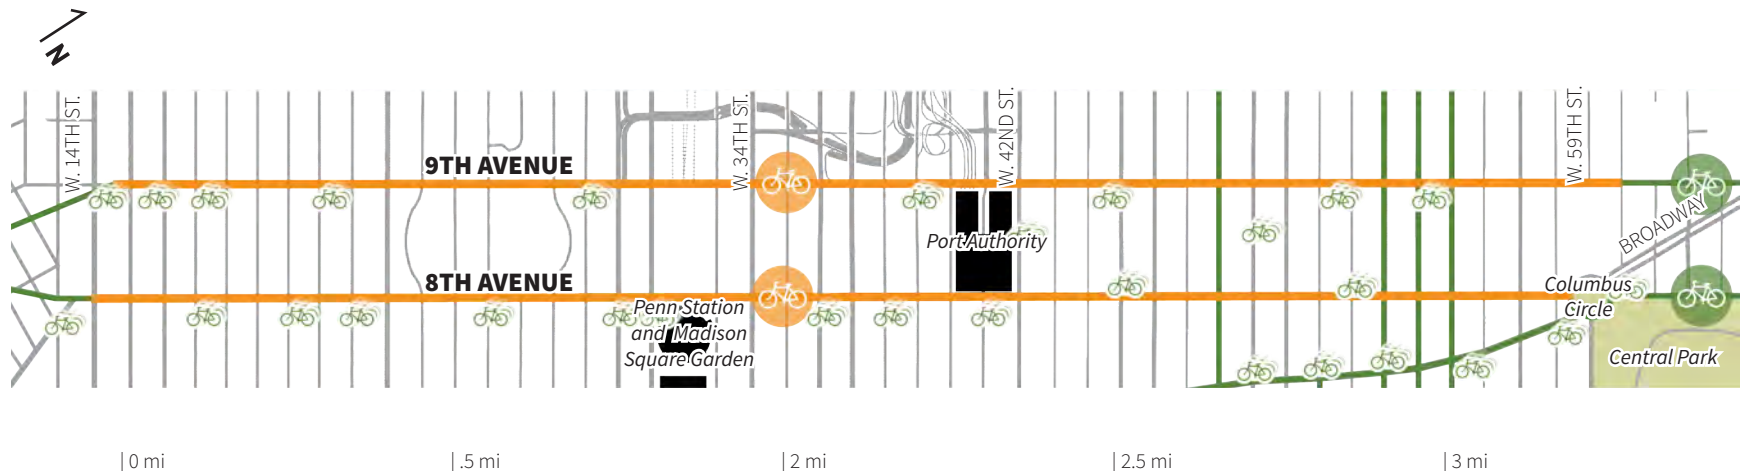 N
W. 14TH ST.
W. 34TH ST.
W. 42ND ST.
W. 59TH ST.
9TH AVENUE
BROADWAY
Port Authority
8TH AVENUE
Penn Station
and Madison
Square Garden
Columbus
Circle
Central Park
| 0 mi
| .5 mi
| 2 mi
| 2.5 mi
| 3 mi